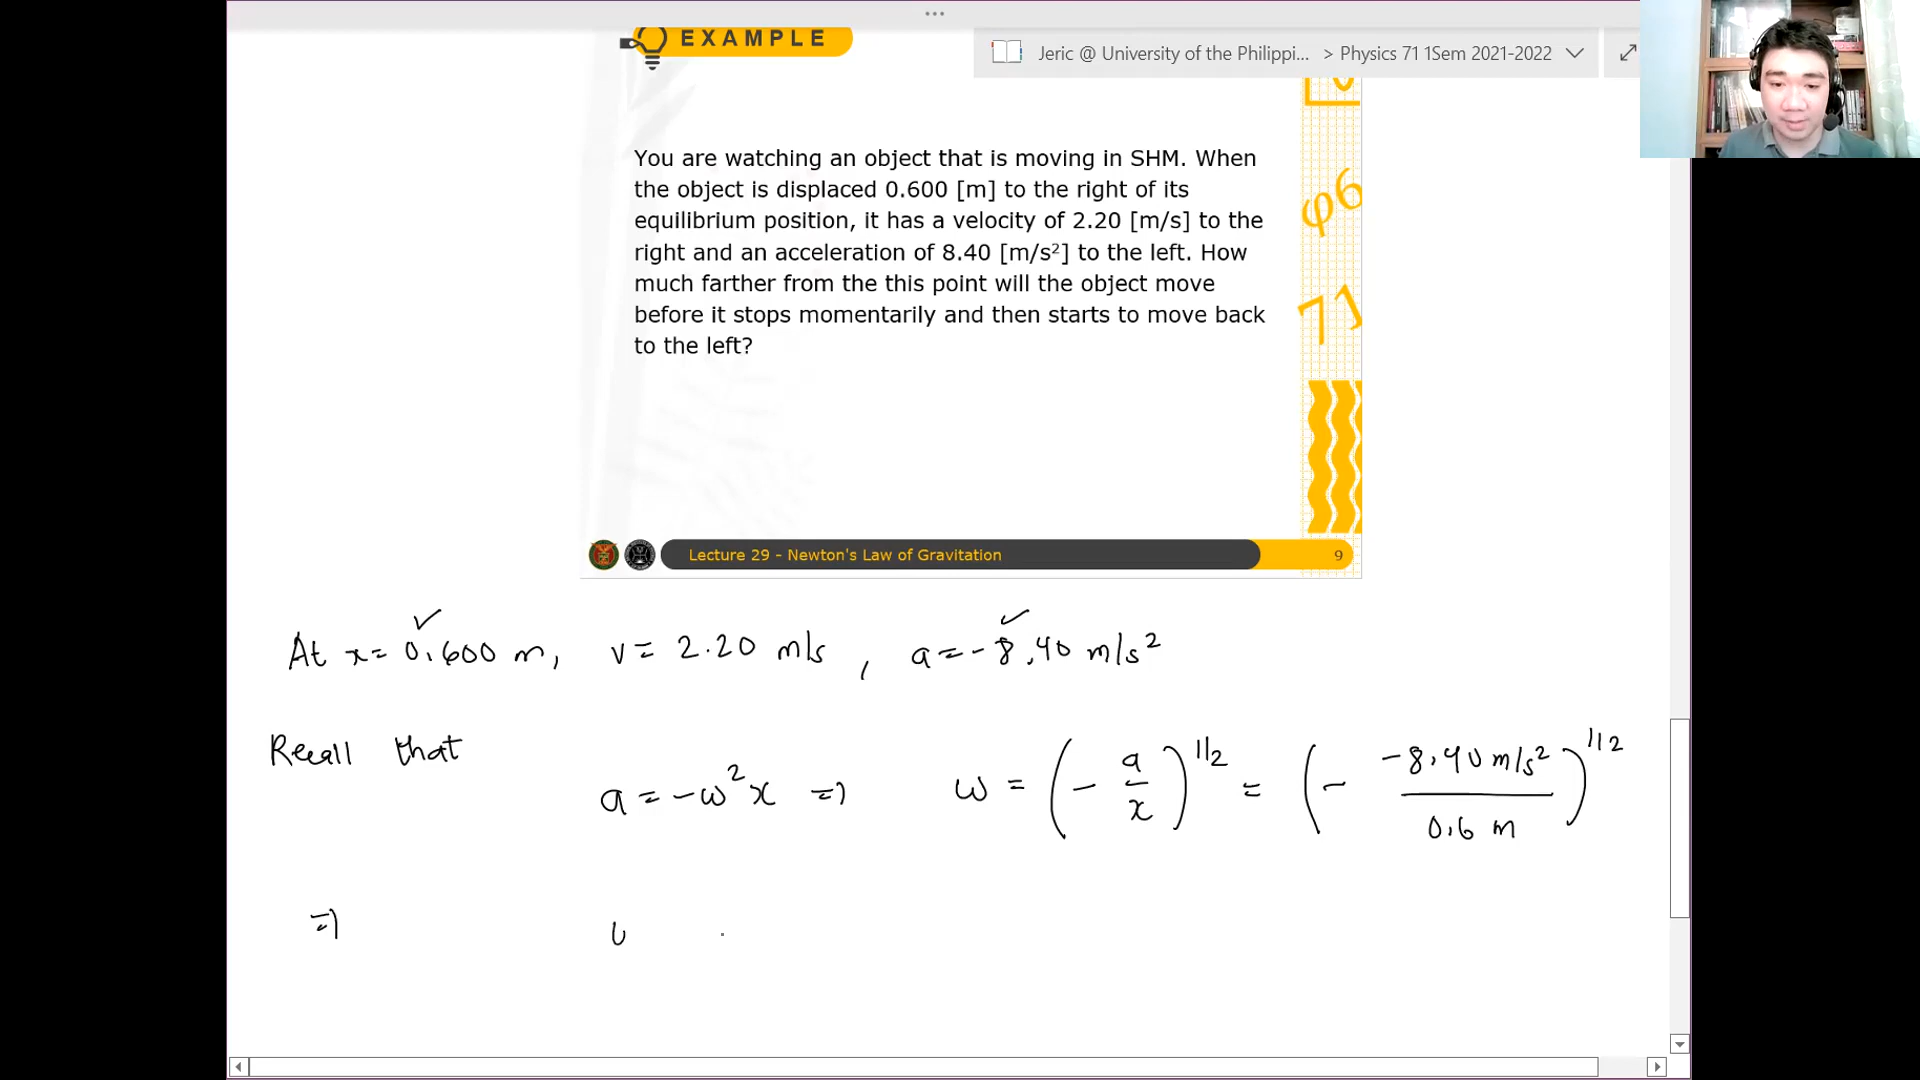 EXAMPLE
Jeric @ University of the Philippi... > Physics 71 1Sem 2021-2022
You are watching an object that is moving in SHM. When
the object is displaced 0.600 [m] to the right of its
equilibrium position, it has a velocity of 2.20 [m/s] to the
right and an acceleration of 8.40 [m/s²] to the left. How
much farther from the this point will the object move
before it stops momentarily and then starts to move back
to the left?
φ6
71
Lecture 29 - Newton's Law of Gravitation 9
At x = 0.600 m, v = 2.20 m/s, a = -8.40 m/s²
Recall that
a = -ω²x ⇒ ω = (- a/x)^1/2 = (- -8.40 m/s² / 0.6 m)^1/2
⇒